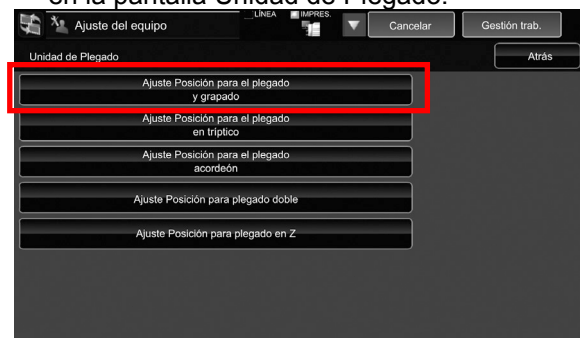 en la pantalla Unidad de Plegado.
Ajuste del equipo
LÍNEA
IMPRES.
Cancelar
Gestión trab.
Unidad de Plegado
Atrás
Ajuste Posición para el plegado
y grapado
Ajuste Posición para el plegado
en tríptico
Ajuste Posición para el plegado
acordeón
Ajuste Posición para plegado doble
Ajuste Posición para plegado en Z